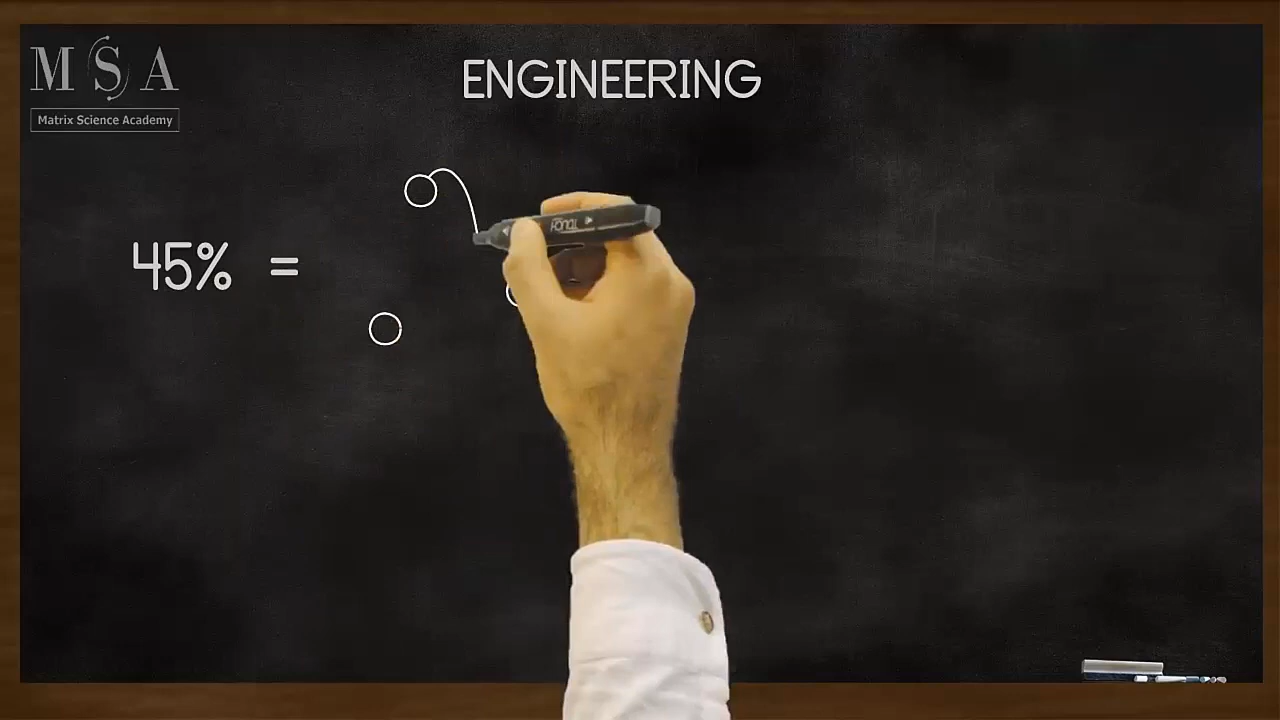 MSA
Matrix Science Academy
ENGINEERING
45% =